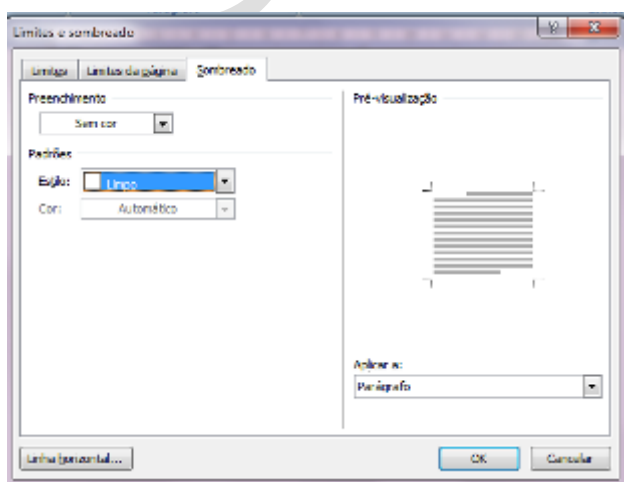 Limites e sombreado
Limites
Limites da página
Sombreado
Preenchimento
Sem cor
Padrões
Estilo:
Limpo
Cor:
Automático
Pré-visualização
Aplicar a:
Parágrafo
Linha horizontal...
OK
Cancelar